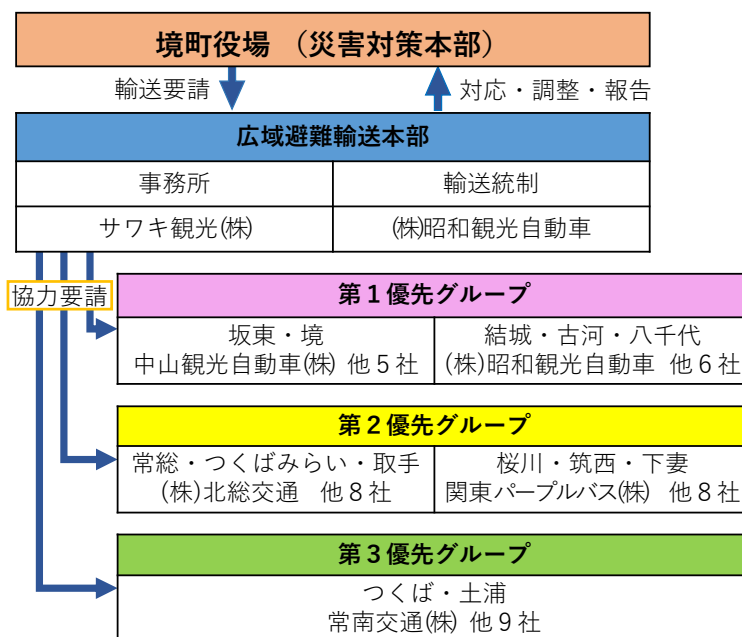 境町役場 (災害対策本部)
輸送要請
対応・調整・報告
広域避難輸送本部
事務所
輸送統制
サワキ観光(株)
(株)昭和観光自動車
協力要請
第1優先グループ
坂東・境
中山観光自動車(株) 他5社
結城・古河・八千代
(株)昭和観光自動車 他6社
第2優先グループ
常総・つくばみらい・取手
(株)北総交通 他8社
桜川・筑西・下妻
関東パープルバス(株) 他8社
第3優先グループ
つくば・土浦
常南交通(株) 他9社